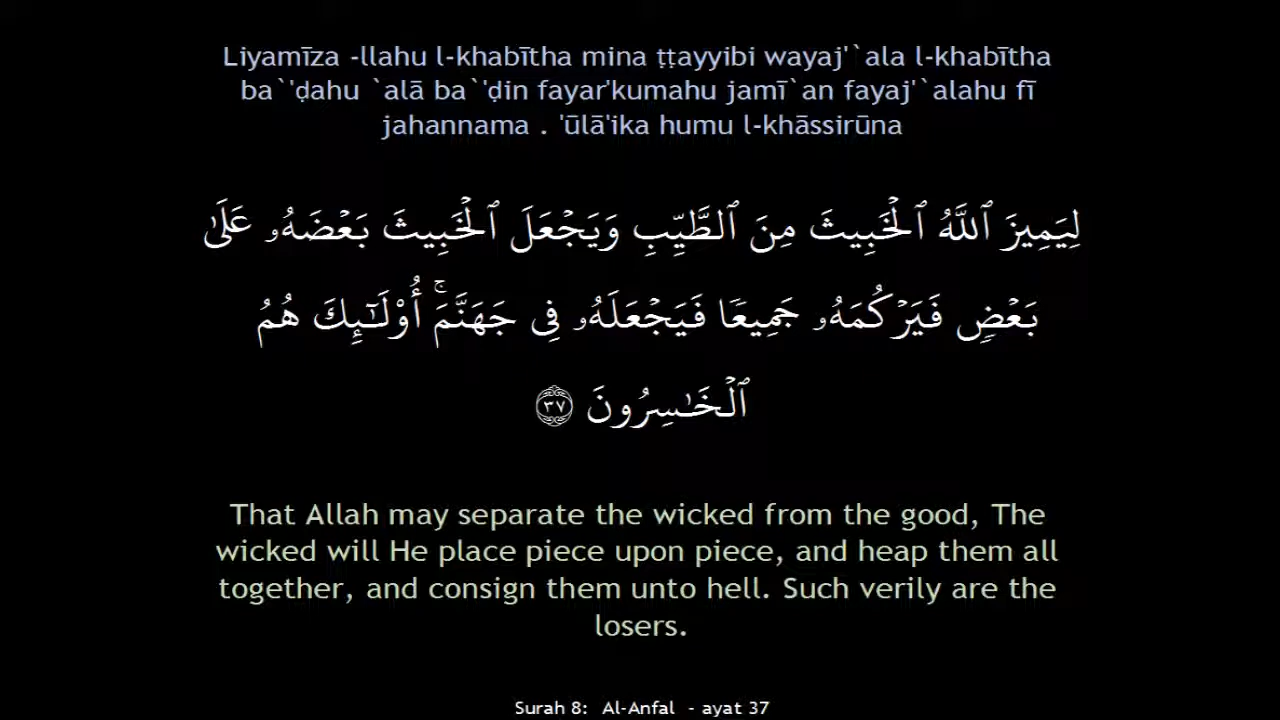 Liyamīza -llahu l-khabītha mina ṭṭayyibi wayaj'`ala l-khabītha
ba`'ḍahu `alā ba`'ḍin fayar'kumahu jamī`an fayaj'`alahu fī
jahannama . 'ūlā'ika humu l-khāssirūna
لِيَمِيزَ ٱللَّهُ ٱلْخَبِيثَ مِنَ ٱلطَّيِّبِ وَيَجْعَلَ ٱلْخَبِيثَ بَعْضَهُۥ عَلَىٰ
بَعْضٍ فَيَرْكُمَهُۥ جَمِيعًا فَيَجْعَلَهُۥ فِى جَهَنَّمَ ۚ أُو۟لَـٰٓئِكَ هُمُ
ٱلْخَـٰسِرُونَ ٣٧
That Allah may separate the wicked from the good, The
wicked will He place piece upon piece, and heap them all
together, and consign them unto hell. Such verily are the
losers.
Surah 8: Al-Anfal - ayat 37